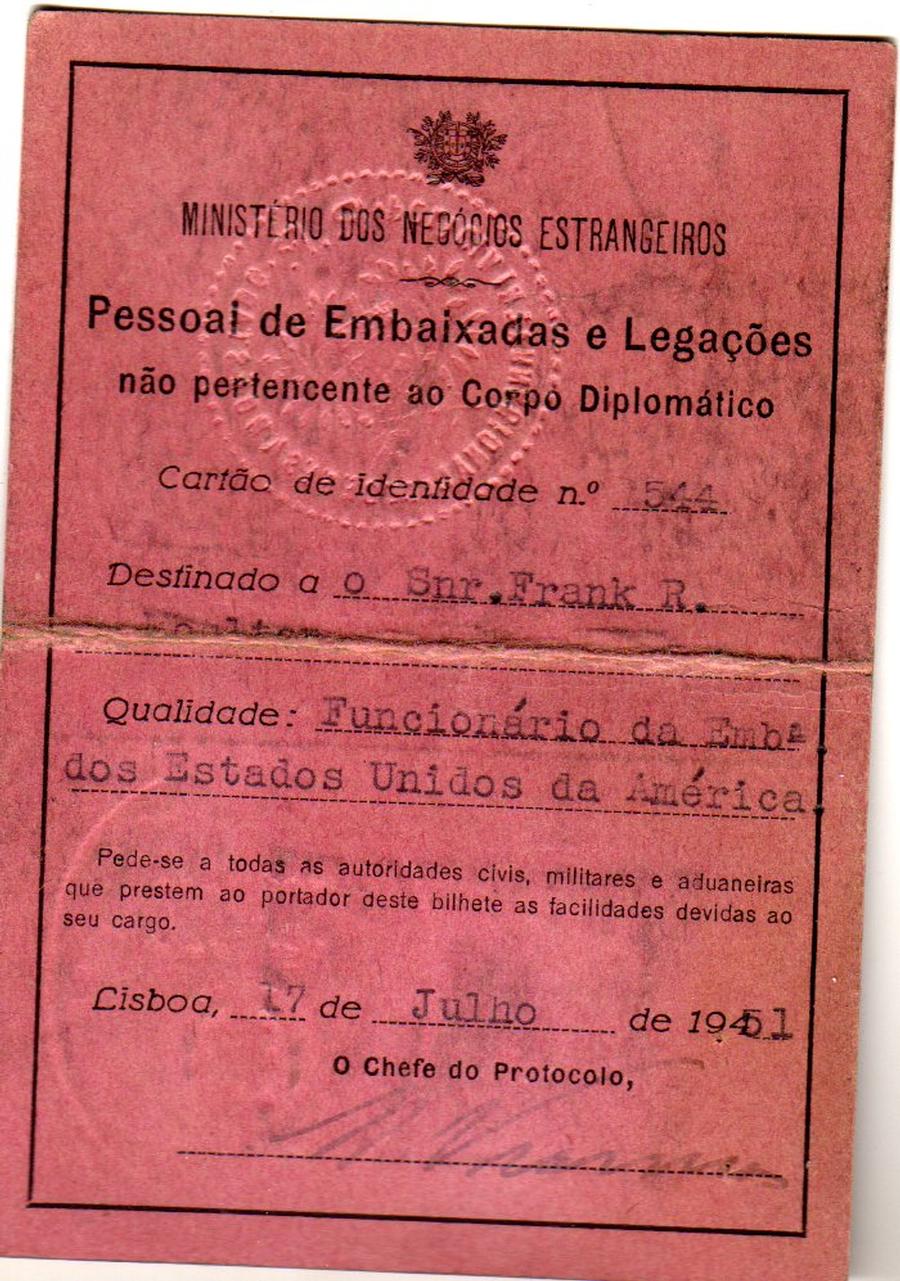 MINISTÉRIO DOS NEGÓCIOS ESTRANGEIROS
Pessoal de Embaixadas e Legações
não pertencente ao Corpo Diplomático
Cartão de identidade n.º 544
Destinado a o Snr.Frank R.
Qualidade: Funcionário da Embª
dos Estados Unidos da América.
Pede-se a todas as autoridades civis, militares e aduaneiras
que prestem ao portador deste bilhete as facilidades devidas ao
seu cargo.
Lisboa, 17 de Julho de 1951
O Chefe do Protocolo,